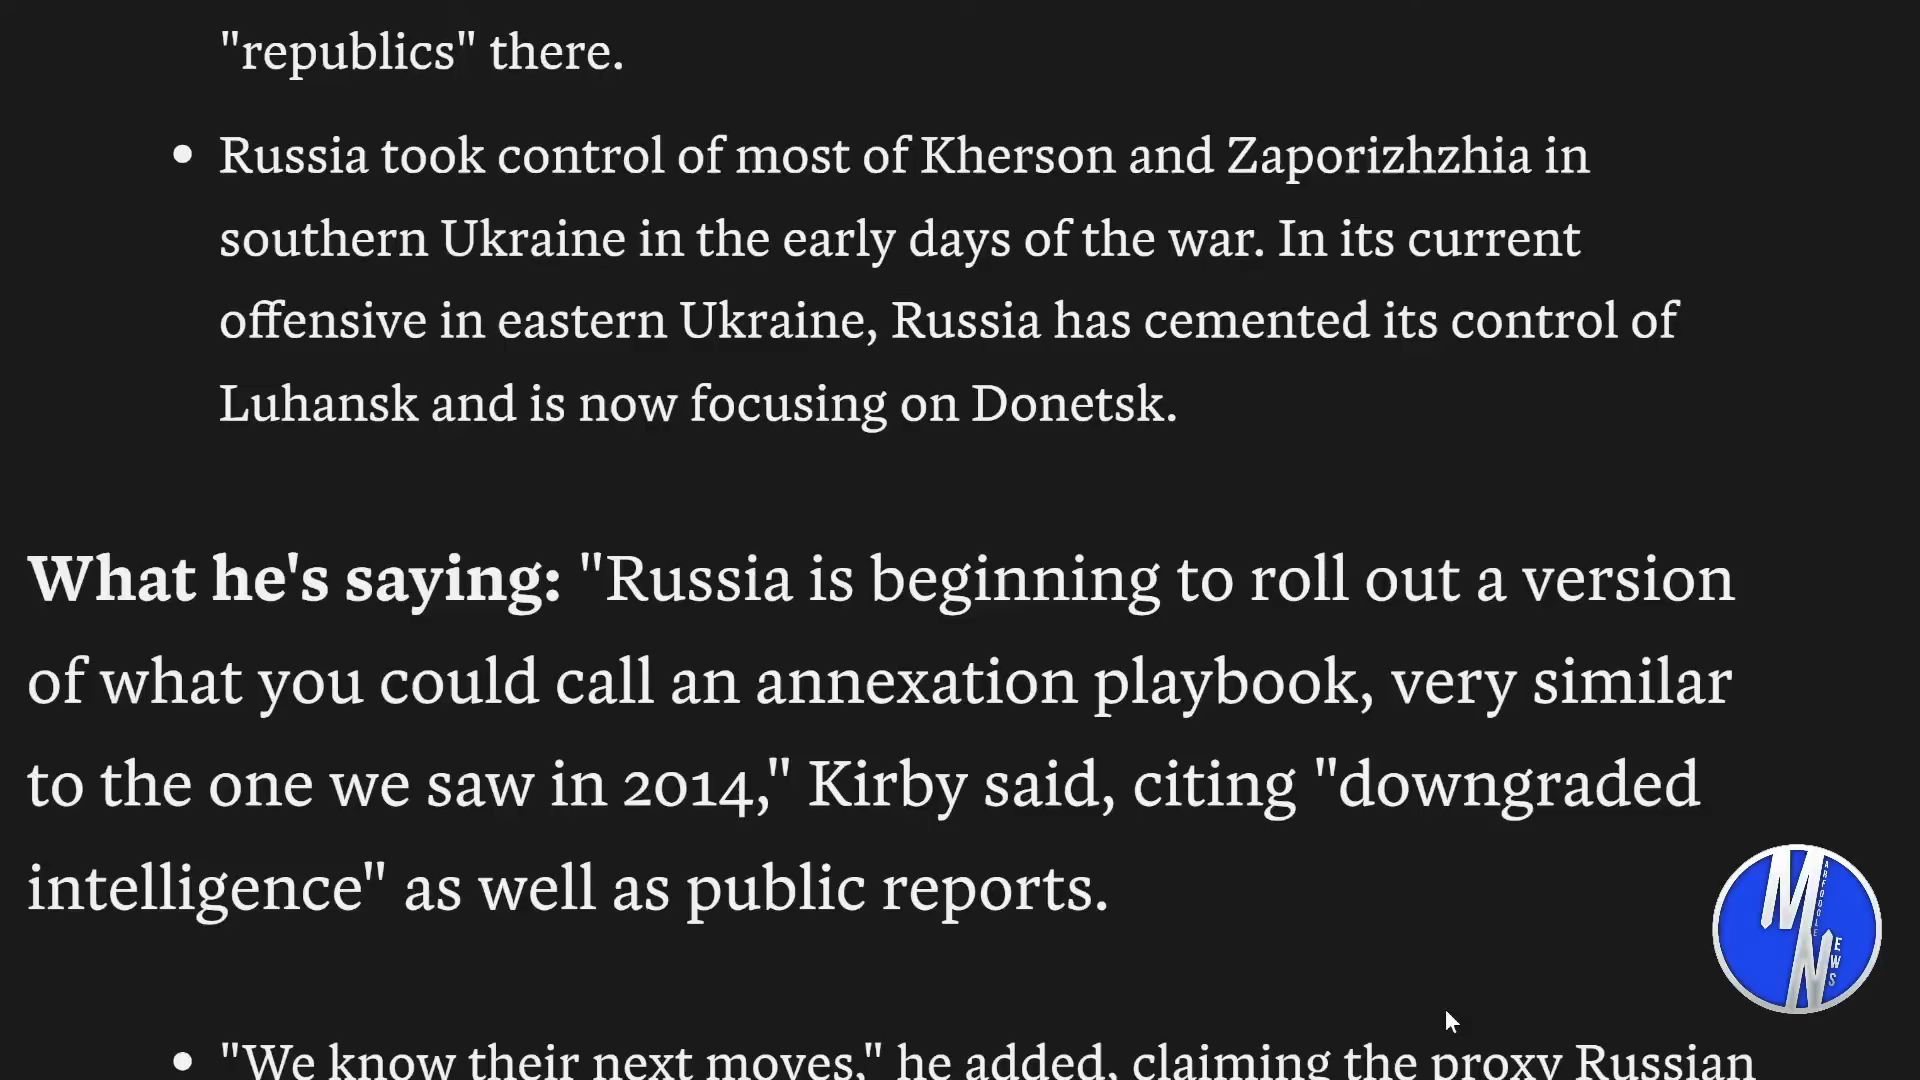 "republics" there.
• Russia took control of most of Kherson and Zaporizhzhia in
southern Ukraine in the early days of the war. In its current
offensive in eastern Ukraine, Russia has cemented its control of
Luhansk and is now focusing on Donetsk.
What he's saying: "Russia is beginning to roll out a version
of what you could call an annexation playbook, very similar
to the one we saw in 2014," Kirby said, citing "downgraded
intelligence" as well as public reports.
MARFOOGLE
NEWS
• "We know their next moves," he added, claiming the proxy Russian